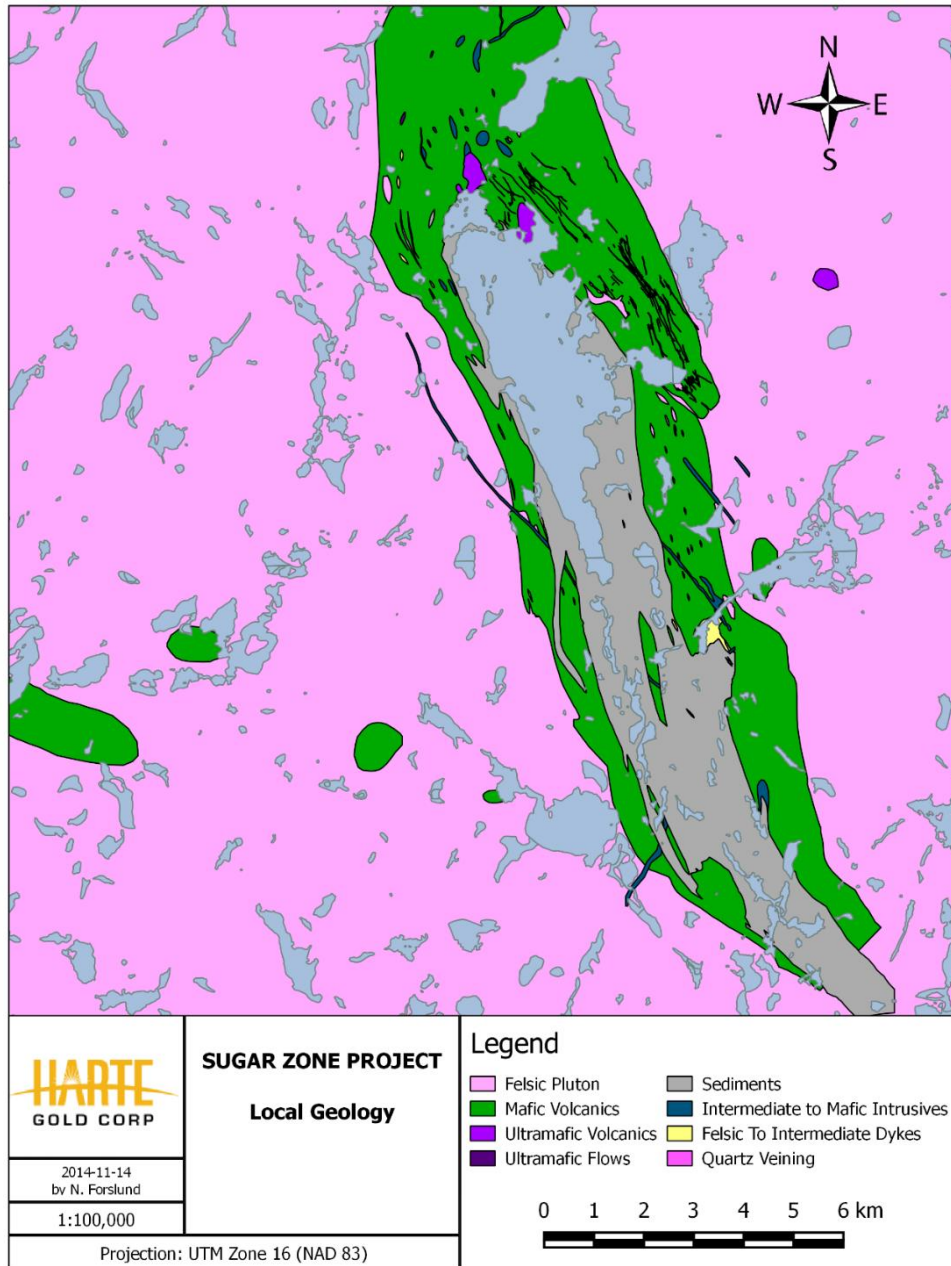 N
W E
S
HARTE
GOLD CORP
2014-11-14
by N. Forslund
1:100,000
Projection: UTM Zone 16 (NAD 83)
SUGAR ZONE PROJECT
Local Geology
Legend
Felsic Pluton
Mafic Volcanics
Ultramafic Volcanics
Ultramafic Flows
Sediments
Intermediate to Mafic Intrusives
Felsic To Intermediate Dykes
Quartz Veining
0 1 2 3 4 5 6 km